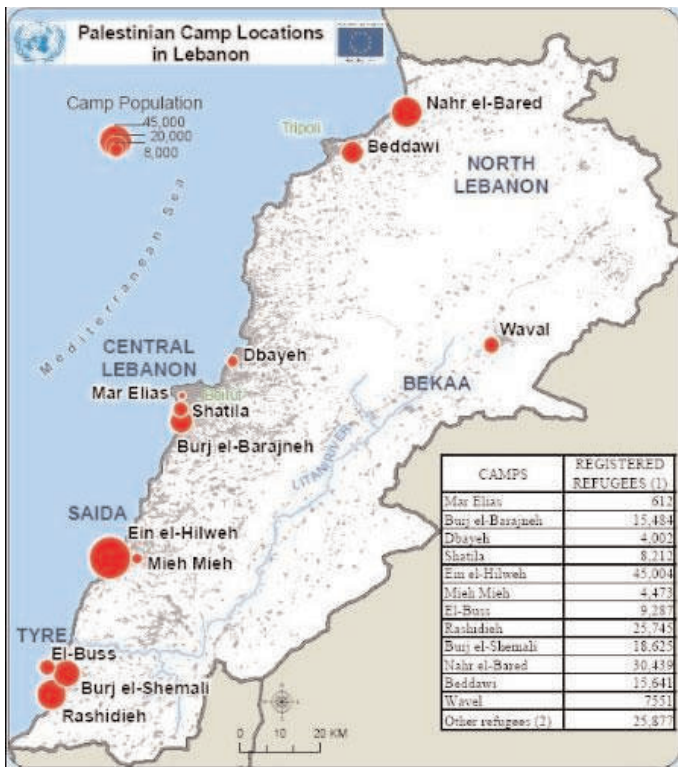 Palestinian Camp Locations
in Lebanon
Camp Population
45,000
20,000
8,000
Mediterranean Sea
Tripoli
Nahr el-Bared
Beddawi
NORTH
LEBANON
Waval
BEKAA
Dbayeh
CENTRAL
LEBANON
Mar Elias
Beirut
Shatila
Burj el-Barajneh
LITANI RIVER
SAIDA
Ein el-Hilweh
Mieh Mieh
TYRE
El-Buss
Burj el-Shemali
Rashidieh
0 10 20 KM
CAMPS REGISTERED
REFUGEES (1)
Mar Elias 612
Burj el-Barajneh 15,484
Dbayeh 4,002
Shatila 8,212
Ein el-Hilweh 45,004
Mieh Mieh 4,473
El-Buss 9,287
Rashidieh 25,745
Burj el-Shemali 18,625
Nahr el-Bared 30,439
Beddawi 15,641
Wavel 7551
Other refugees (2) 25,877